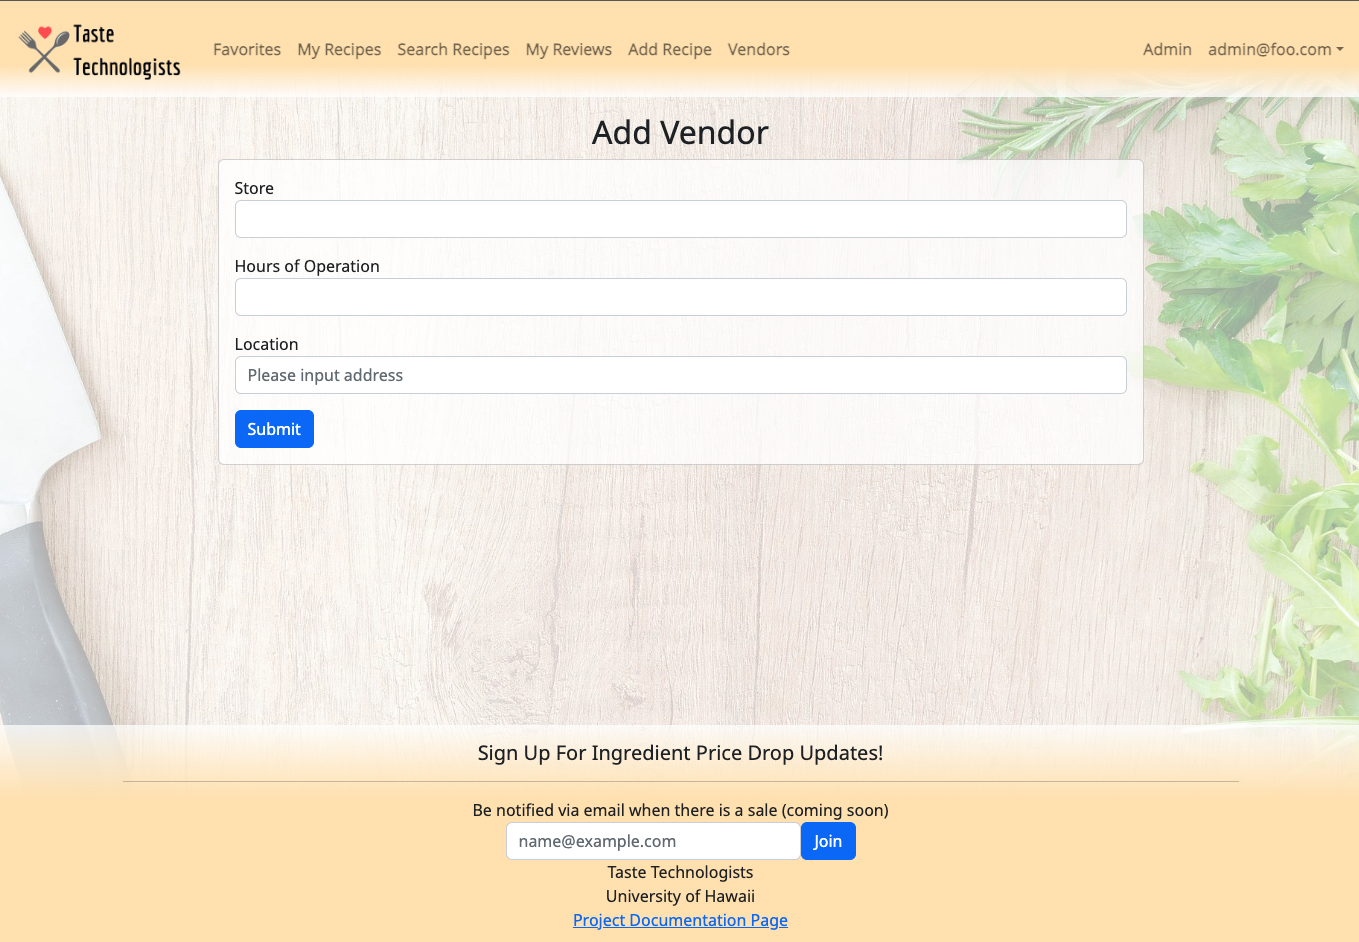 Taste
Technologists
Favorites My Recipes Search Recipes My Reviews Add Recipe Vendors Admin admin@foo.com
Add Vendor
Store
Hours of Operation
Location
Please input address
Submit
Sign Up For Ingredient Price Drop Updates!
Be notified via email when there is a sale (coming soon)
name@example.com Join
Taste Technologists
University of Hawaii
Project Documentation Page